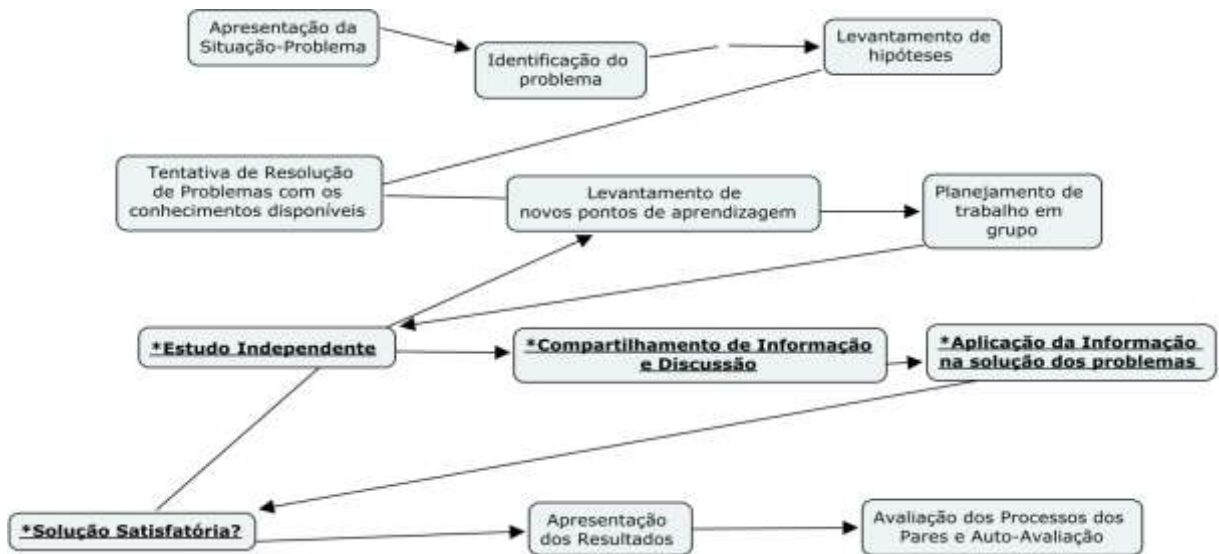 Apresentação da
Situação-Problema
Identificação do
problema
Levantamento de
hipóteses
Tentativa de Resolução
de Problemas com os
conhecimentos disponíveis
Levantamento de
novos pontos de aprendizagem
Planejamento de
trabalho em
grupo
*Estudo Independente
*Compartilhamento de Informação
e Discussão
*Aplicação da Informação
na solução dos problemas
*Solução Satisfatória?
Apresentação
dos Resultados
Avaliação dos Processos dos
Pares e Auto-Avaliação